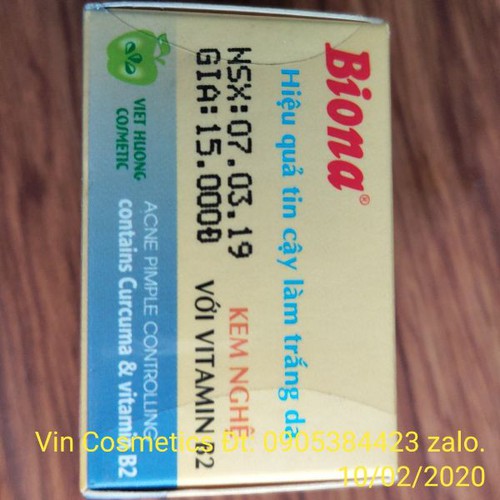 Biona®
Hiệu quả tin cậy làm trắng da
NSX:07.03.19
GIA:15.000Đ
KEM NGHỆ
VỚI VITAMIN B2
VIET HUONG
COSMETIC
ACNE PIMPLE CONTROLLING
contains Curcuma & vitamin B2
Vin Cosmetics Dt: 0905384423 zalo.
10/02/2020